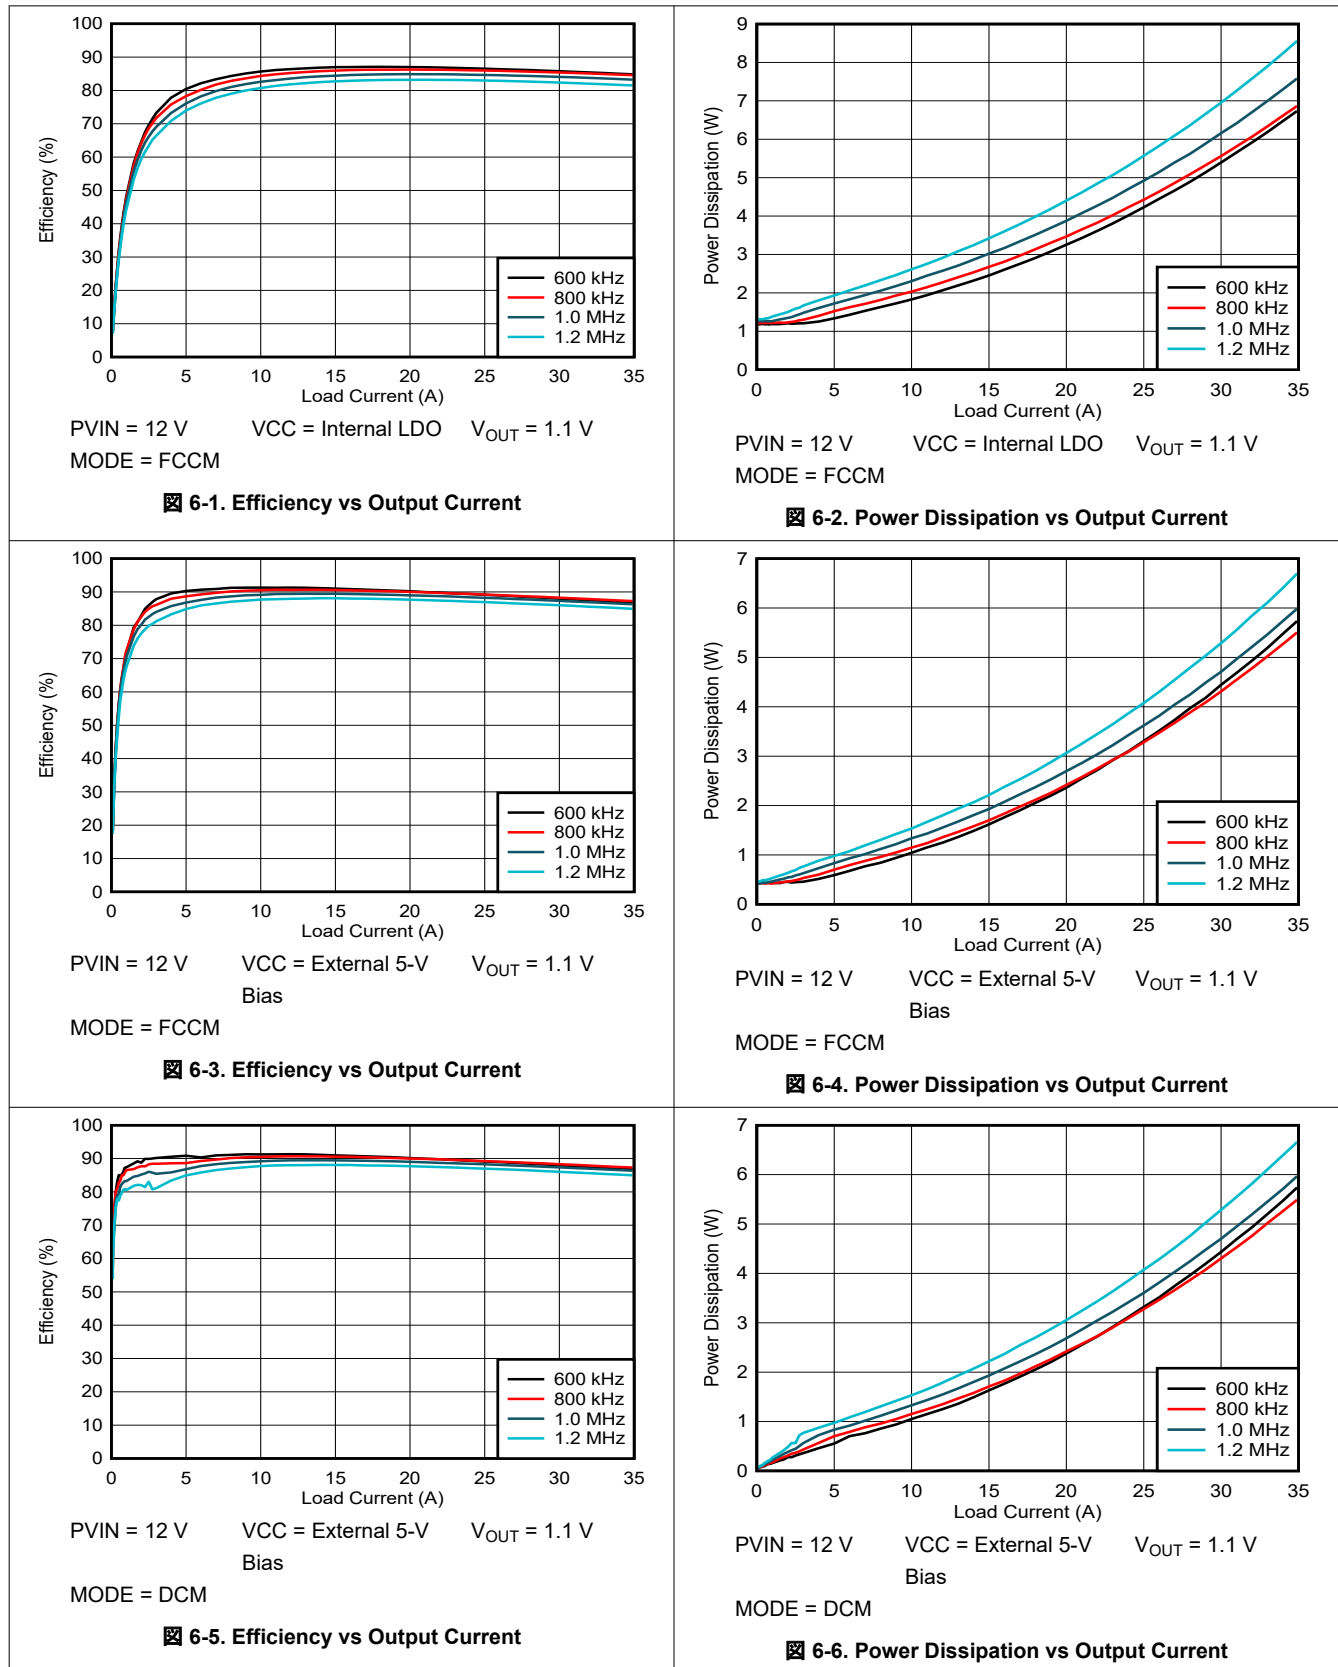 100
90
80
70
60
50
40
30
20
10
0
Efficiency (%)
600 kHz
800 kHz
1.0 MHz
1.2 MHz
0 5 10 15 20 25 30 35
Load Current (A)
PVIN = 12 V VCC = Internal LDO VOUT = 1.1 V
MODE = FCCM
図 6-1. Efficiency vs Output Current
9
8
7
6
5
4
3
2
1
0
Power Dissipation (W)
600 kHz
800 kHz
1.0 MHz
1.2 MHz
0 5 10 15 20 25 30 35
Load Current (A)
PVIN = 12 V VCC = Internal LDO VOUT = 1.1 V
MODE = FCCM
図 6-2. Power Dissipation vs Output Current
100
90
80
70
60
50
40
30
20
10
0
Efficiency (%)
600 kHz
800 kHz
1.0 MHz
1.2 MHz
0 5 10 15 20 25 30 35
Load Current (A)
PVIN = 12 V VCC = External 5-V VOUT = 1.1 V
Bias
MODE = FCCM
図 6-3. Efficiency vs Output Current
7
6
5
4
3
2
1
0
Power Dissipation (W)
600 kHz
800 kHz
1.0 MHz
1.2 MHz
0 5 10 15 20 25 30 35
Load Current (A)
PVIN = 12 V VCC = External 5-V VOUT = 1.1 V
Bias
MODE = FCCM
図 6-4. Power Dissipation vs Output Current
100
90
80
70
60
50
40
30
20
10
0
Efficiency (%)
600 kHz
800 kHz
1.0 MHz
1.2 MHz
0 5 10 15 20 25 30 35
Load Current (A)
PVIN = 12 V VCC = External 5-V VOUT = 1.1 V
Bias
MODE = DCM
図 6-5. Efficiency vs Output Current
7
6
5
4
3
2
1
0
Power Dissipation (W)
600 kHz
800 kHz
1.0 MHz
1.2 MHz
0 5 10 15 20 25 30 35
Load Current (A)
PVIN = 12 V VCC = External 5-V VOUT = 1.1 V
Bias
MODE = DCM
図 6-6. Power Dissipation vs Output Current